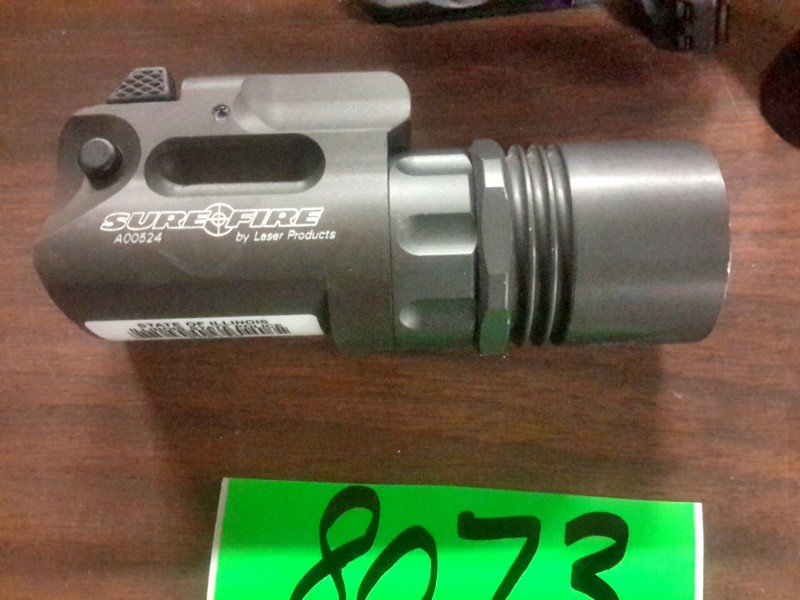 SUREFIRE
A00524 by Laser Products
STATE OF ILLINOIS
8073